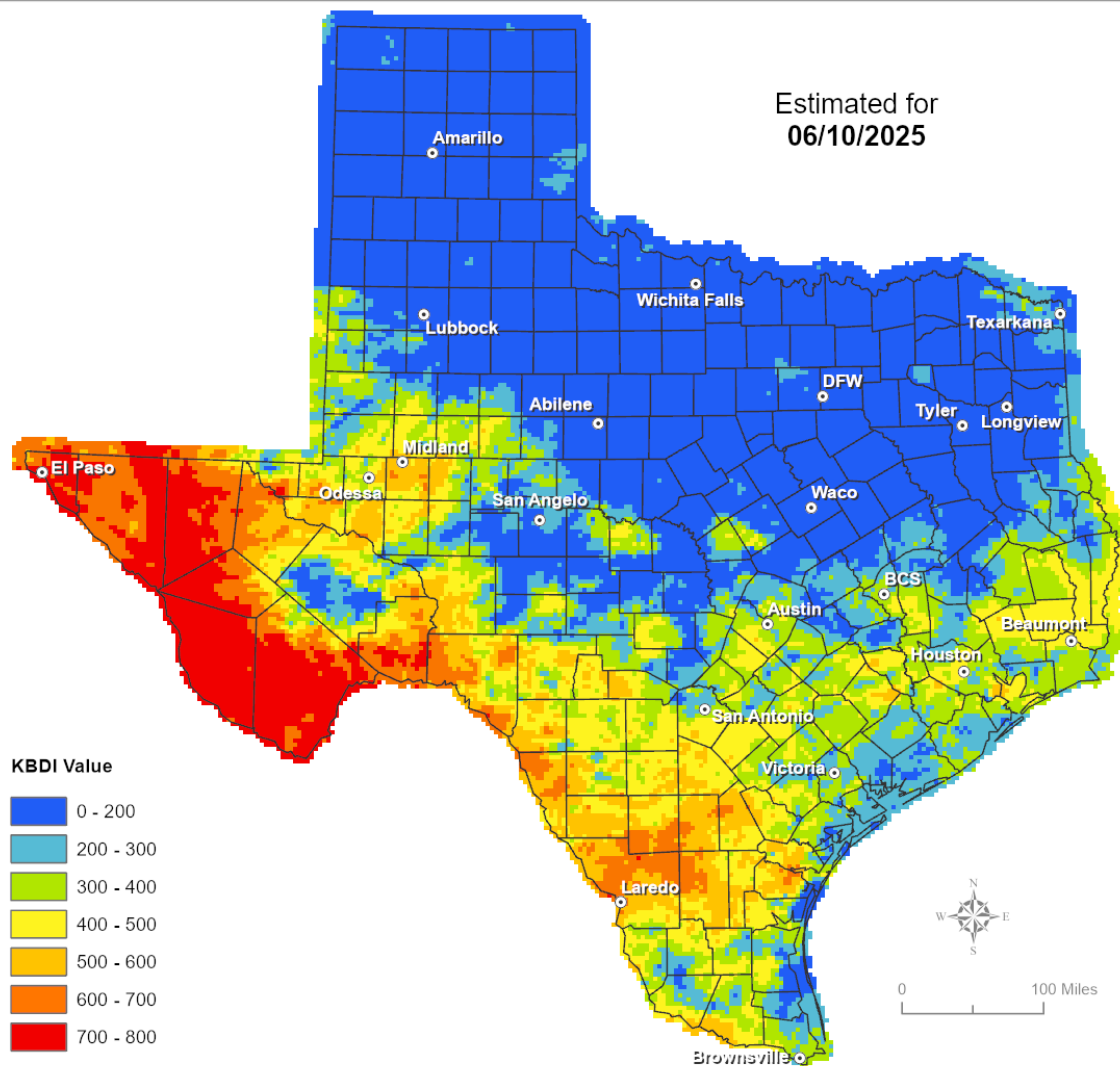 Estimated for
06/10/2025
Amarillo
Wichita Falls
Lubbock
Texarkana
DFW
Abilene
Tyler
Longview
Midland
El Paso
Odessa
San Angelo
Waco
BCS
Austin
Beaumont
Houston
San Antonio
Victoria
Laredo
Brownsville
KBDI Value
0 - 200
200 - 300
300 - 400
400 - 500
500 - 600
600 - 700
700 - 800
N
W E
S
0 100 Miles